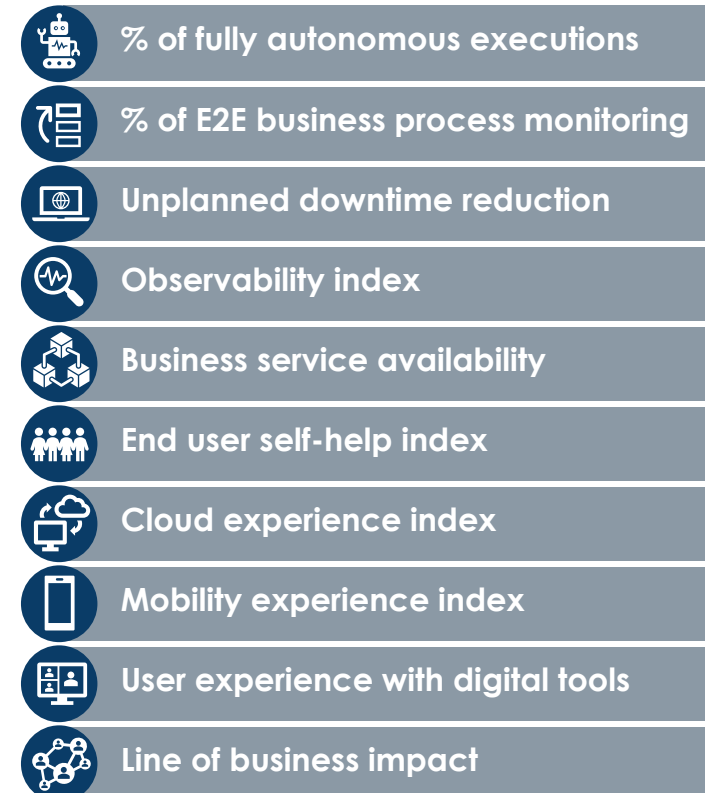 % of fully autonomous executions
% of E2E business process monitoring
Unplanned downtime reduction
Observability index
Business service availability
End user self-help index
Cloud experience index
Mobility experience index
User experience with digital tools
Line of business impact